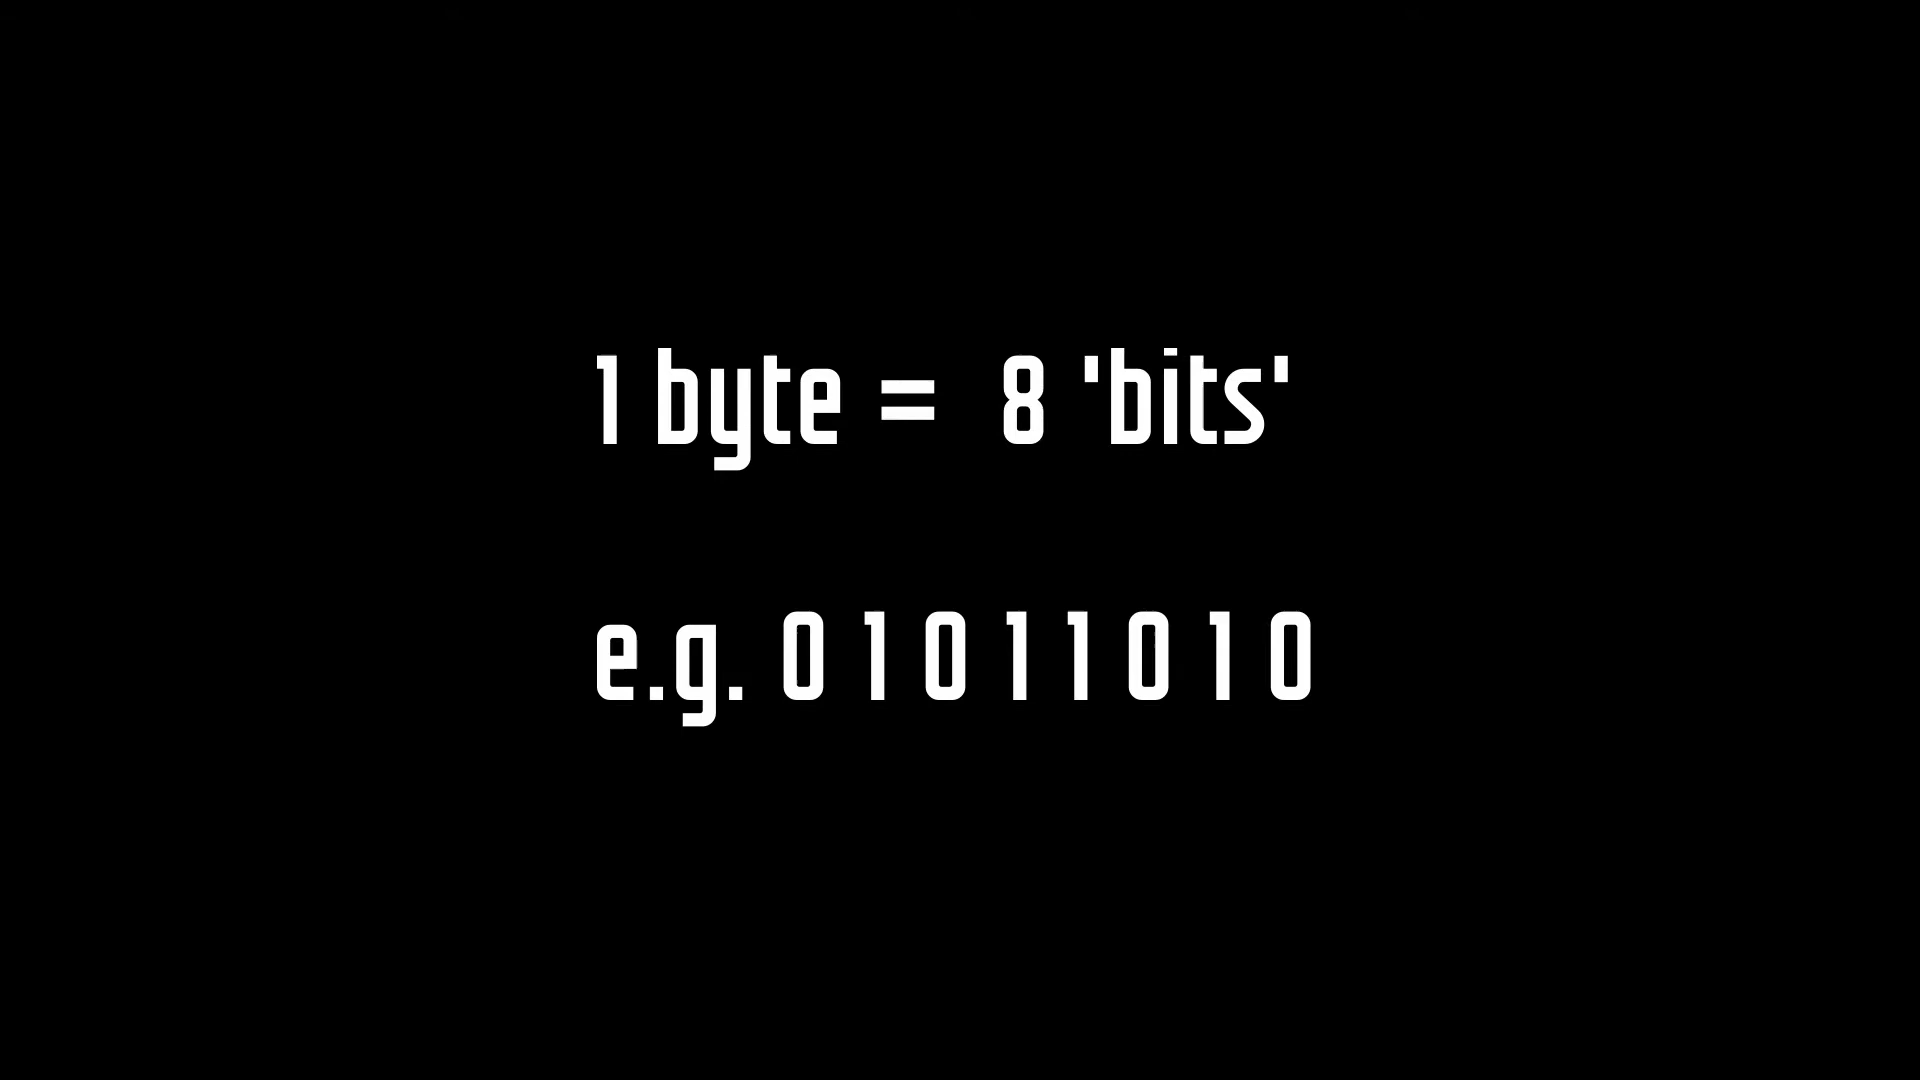 1 byte = 8 'bits'
e.g. 0 1 0 1 1 0 1 0